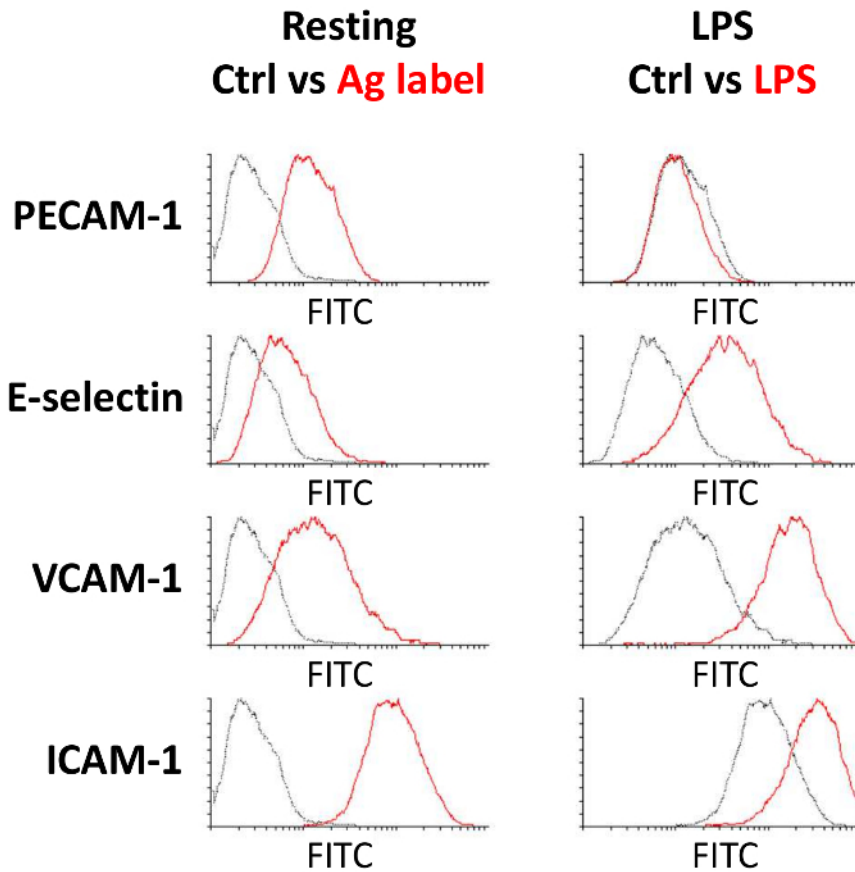 Resting
Ctrl vs Ag label
LPS
Ctrl vs LPS
PECAM-1
FITC
FITC
E-selectin
FITC
FITC
VCAM-1
FITC
FITC
ICAM-1
FITC
FITC